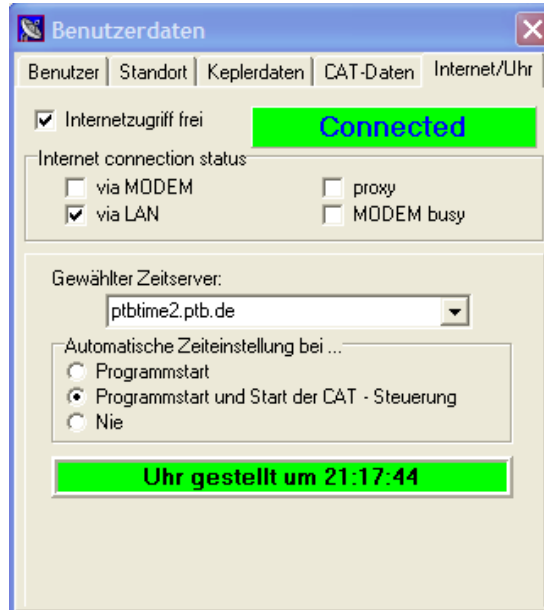 Benutzerdaten
Benutzer Standort Keplerdaten CAT-Daten Internet/Uhr
Internetzugriff frei Connected
Internet connection status
via MODEM proxy
via LAN MODEM busy
Gewählter Zeitserver:
ptbtime2.ptb.de
Automatische Zeiteinstellung bei ...
Programmstart
Programmstart und Start der CAT - Steuerung
Nie
Uhr gestellt um 21:17:44